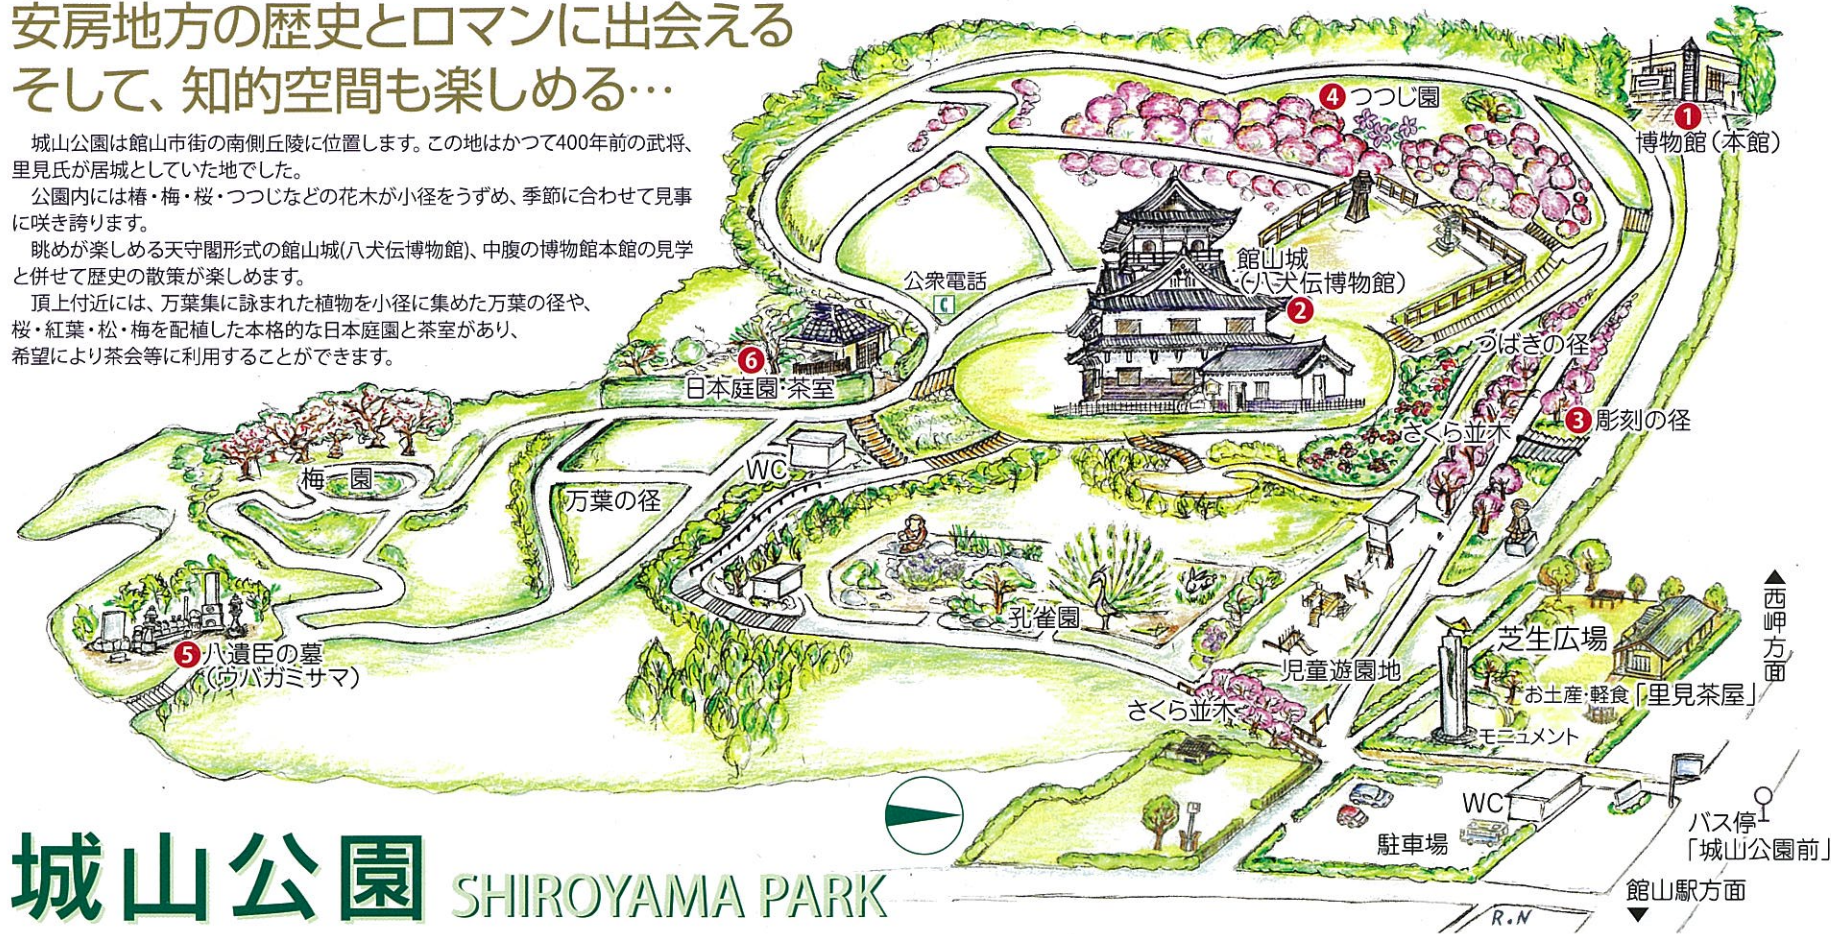 安房地方の歴史とロマンに出会える
そして、知的空間も楽しめる…
城山公園は館山市街の南側丘陵に位置します。この地はかつて400年前の武将、
里見氏が居城としていた地でした。
公園内には椿・梅・桜・つつじなどの花木が小径をうずめ、季節に合わせて見事
に咲き誇ります。
眺めが楽しめる天守閣形式の館山城(八犬伝博物館)、中腹の博物館本館の見学
と併せて歴史の散策が楽しめます。
頂上付近には、万葉集に詠まれた植物を小径に集めた万葉の径や、
桜・紅葉・松・梅を配植した本格的な日本庭園と茶室があり、
希望により茶会等に利用することができます。
4 つつじ園
1
博物館（本館）
館山城
（八犬伝博物館）
2
公衆電話
C
つばきの径
6
日本庭園・茶室
3 彫刻の径
さくら並木
梅園
WC
万葉の径
孔雀園
5 八遺臣の墓
（ウバガミサマ）
児童遊園地
さくら並木
芝生広場
お土産・軽食「里見茶屋」
モニュメント
▲西岬方面
WC
駐車場
バス停
「城山公園前」
館山駅方面
▼
R.N
城山公園 SHIROYAMA PARK